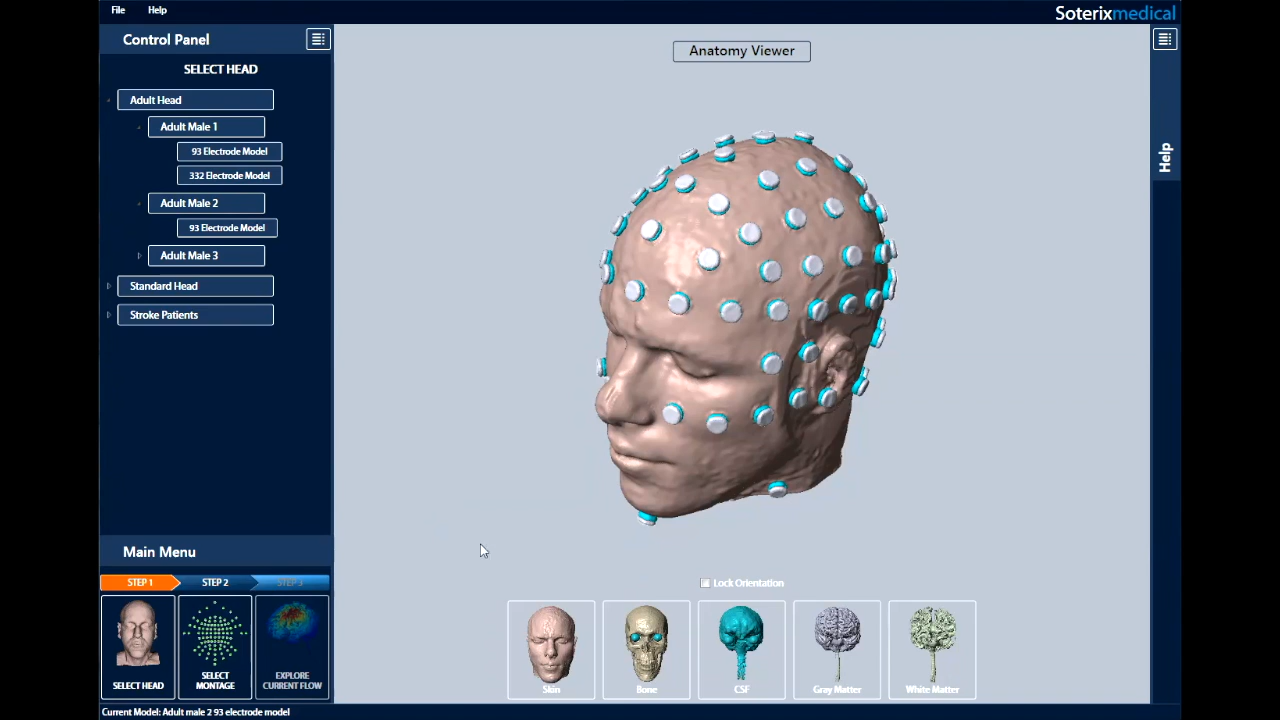 File Help
Soterixmedical
Control Panel
Anatomy Viewer
SELECT HEAD
Adult Head
Adult Male 1
93 Electrode Model
332 Electrode Model
Adult Male 2
93 Electrode Model
Adult Male 3
Standard Head
Stroke Patients
Help
Main Menu
STEP 1 STEP 2 STEP 3
SELECT HEAD
SELECT MONTAGE
EXPLORE CURRENT FLOW
Lock Orientation
Skin Bone CSF Gray Matter White Matter
Current Model: Adult male 2 93 electrode model